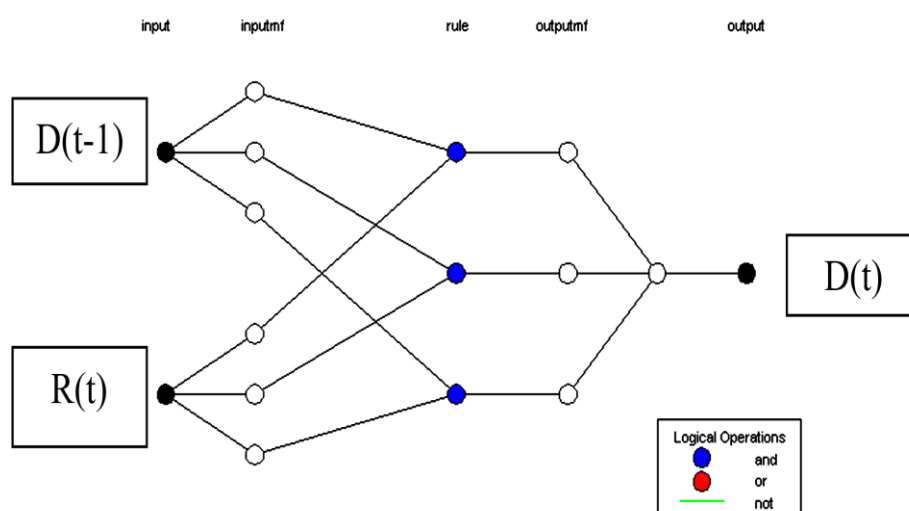 input inputmf rule outputmf output
D(t-1)
D(t)
R(t)
Logical Operations
and
or
not